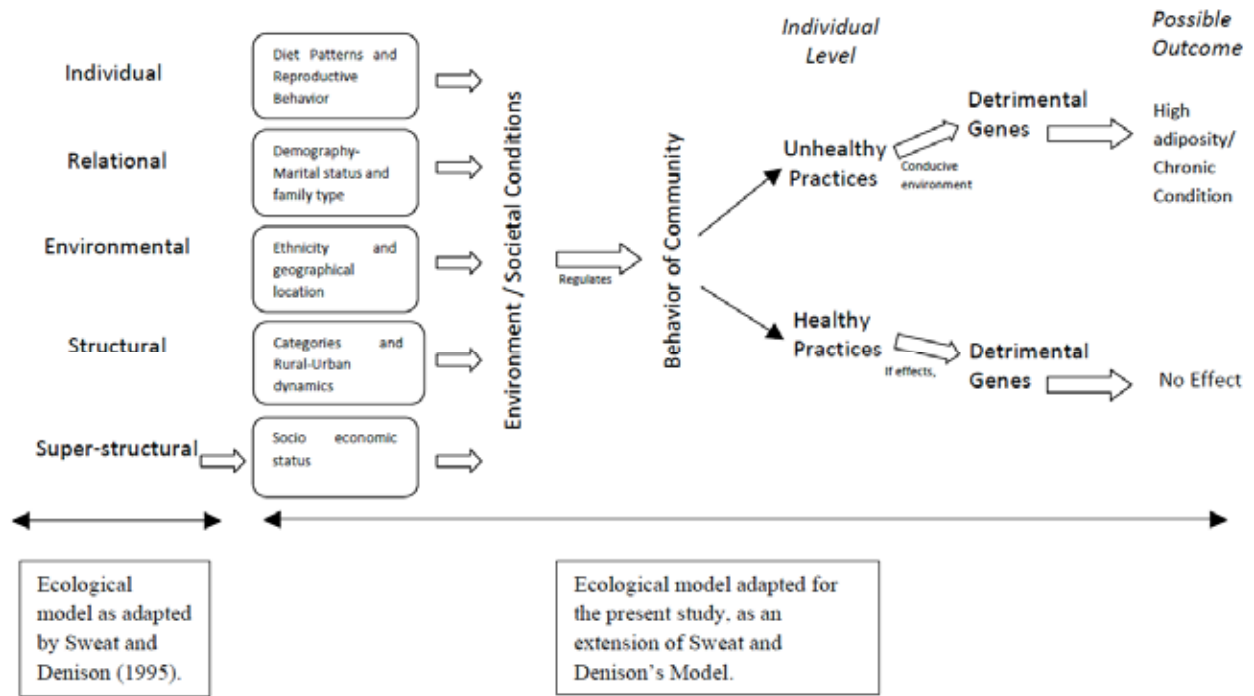 Individual
Level
Possible
Outcome
Individual
Diet Patterns and
Reproductive
Behavior
Relational
Demography-
Marital status and
family type
Environmental
Ethnicity and
geographical
location
Structural
Categories and
Rural-Urban
dynamics
Super-structural
Socio economic
status
Environment / Societal Conditions
Regulates
Behavior of Community
Unhealthy
Practices
Conducive
environment
Detrimental
Genes
High
adiposity/
Chronic
Condition
Healthy
Practices
If effects,
Detrimental
Genes
No Effect
Ecological
model as adapted
by Sweat and
Denison (1995).
Ecological model adapted for
the present study, as an
extension of Sweat and
Denison's Model.